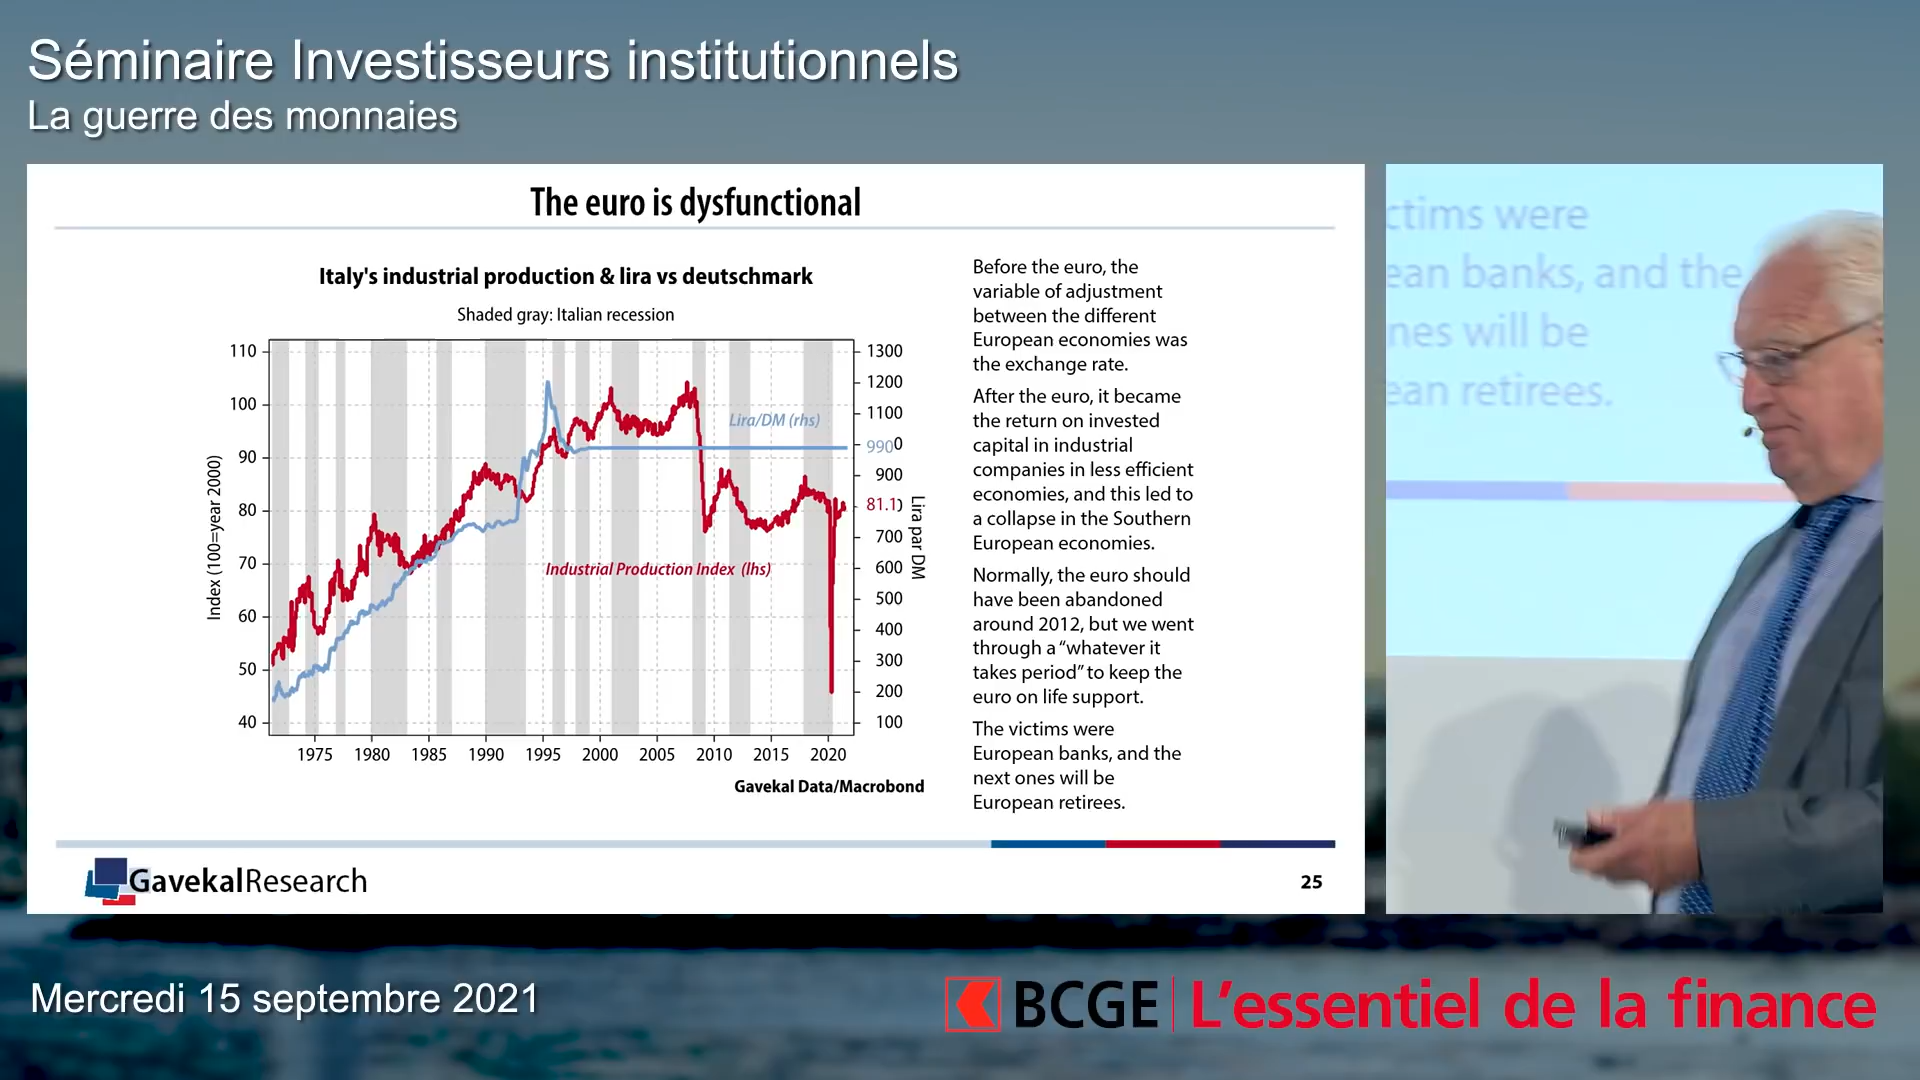 Séminaire Investisseurs institutionnels
La guerre des monnaies
The euro is dysfunctional
Italy's industrial production & lira vs deutschmark
Shaded gray: Italian recession
110
100
90
80
70
60
50
40
Index (100=year 2000)
1300
1200
1100
9900
900
81.1
700
600
500
400
300
200
100
Lira par DM
Lira/DM (rhs)
Industrial Production Index (lhs)
1975 1980 1985 1990 1995 2000 2005 2010 2015 2020
Gavekal Data/Macrobond
Before the euro, the
variable of adjustment
between the different
European economies was
the exchange rate.
After the euro, it became
the return on invested
capital in industrial
companies in less efficient
economies, and this led to
a collapse in the Southern
European economies.
Normally, the euro should
have been abandoned
around 2012, but we went
through a “whatever it
takes period” to keep the
euro on life support.
The victims were
European banks, and the
next ones will be
European retirees.
GavekalResearch
25
ctims were
ean banks, and the
nes will be
ean retirees.
Mercredi 15 septembre 2021
BCGE L'essentiel de la finance